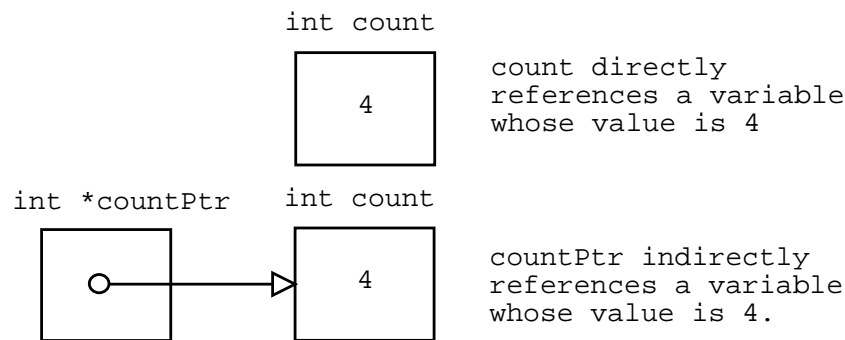 int count
4
count directly
references a variable
whose value is 4
int *countPtr
int count
4
countPtr indirectly
references a variable
whose value is 4.